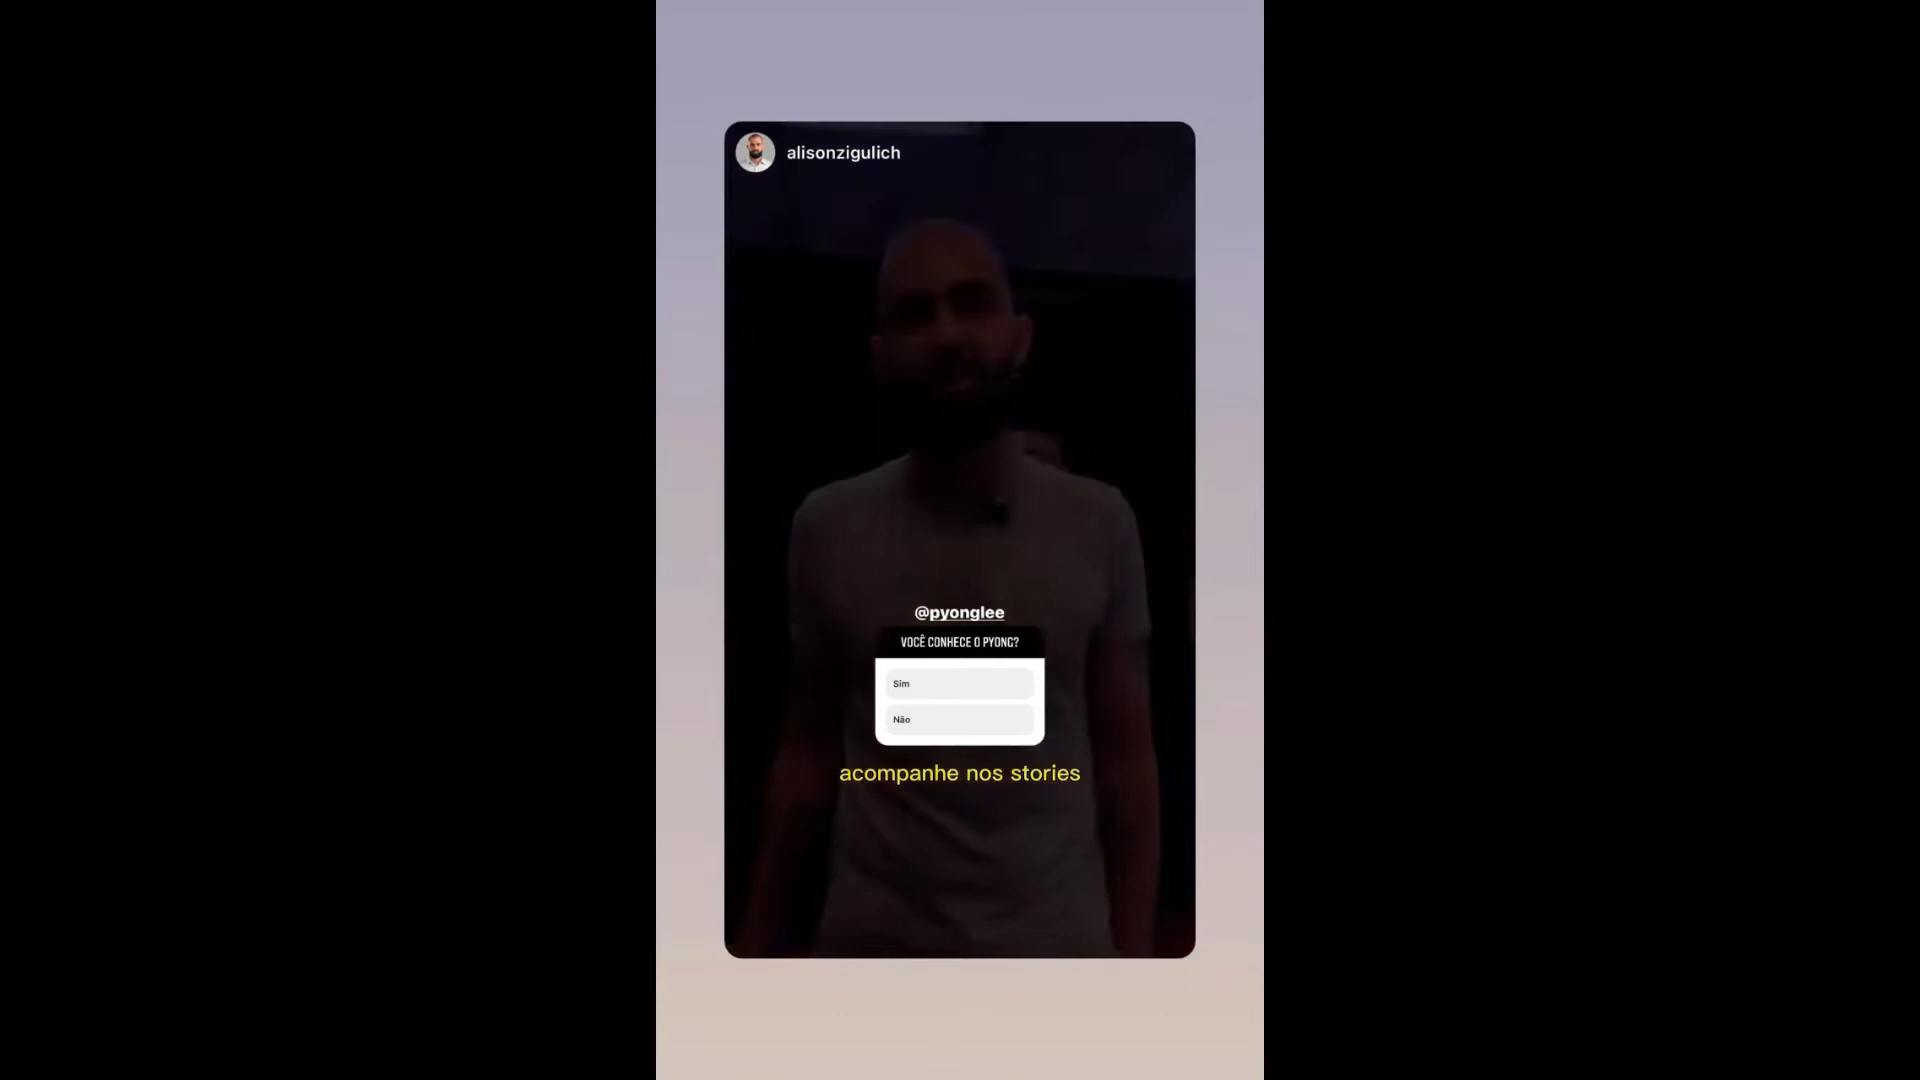 alisonzigulich
@pyonglee
VOCÊ CONHECE O PYONG?
Sim
Não
acompanhe nos stories